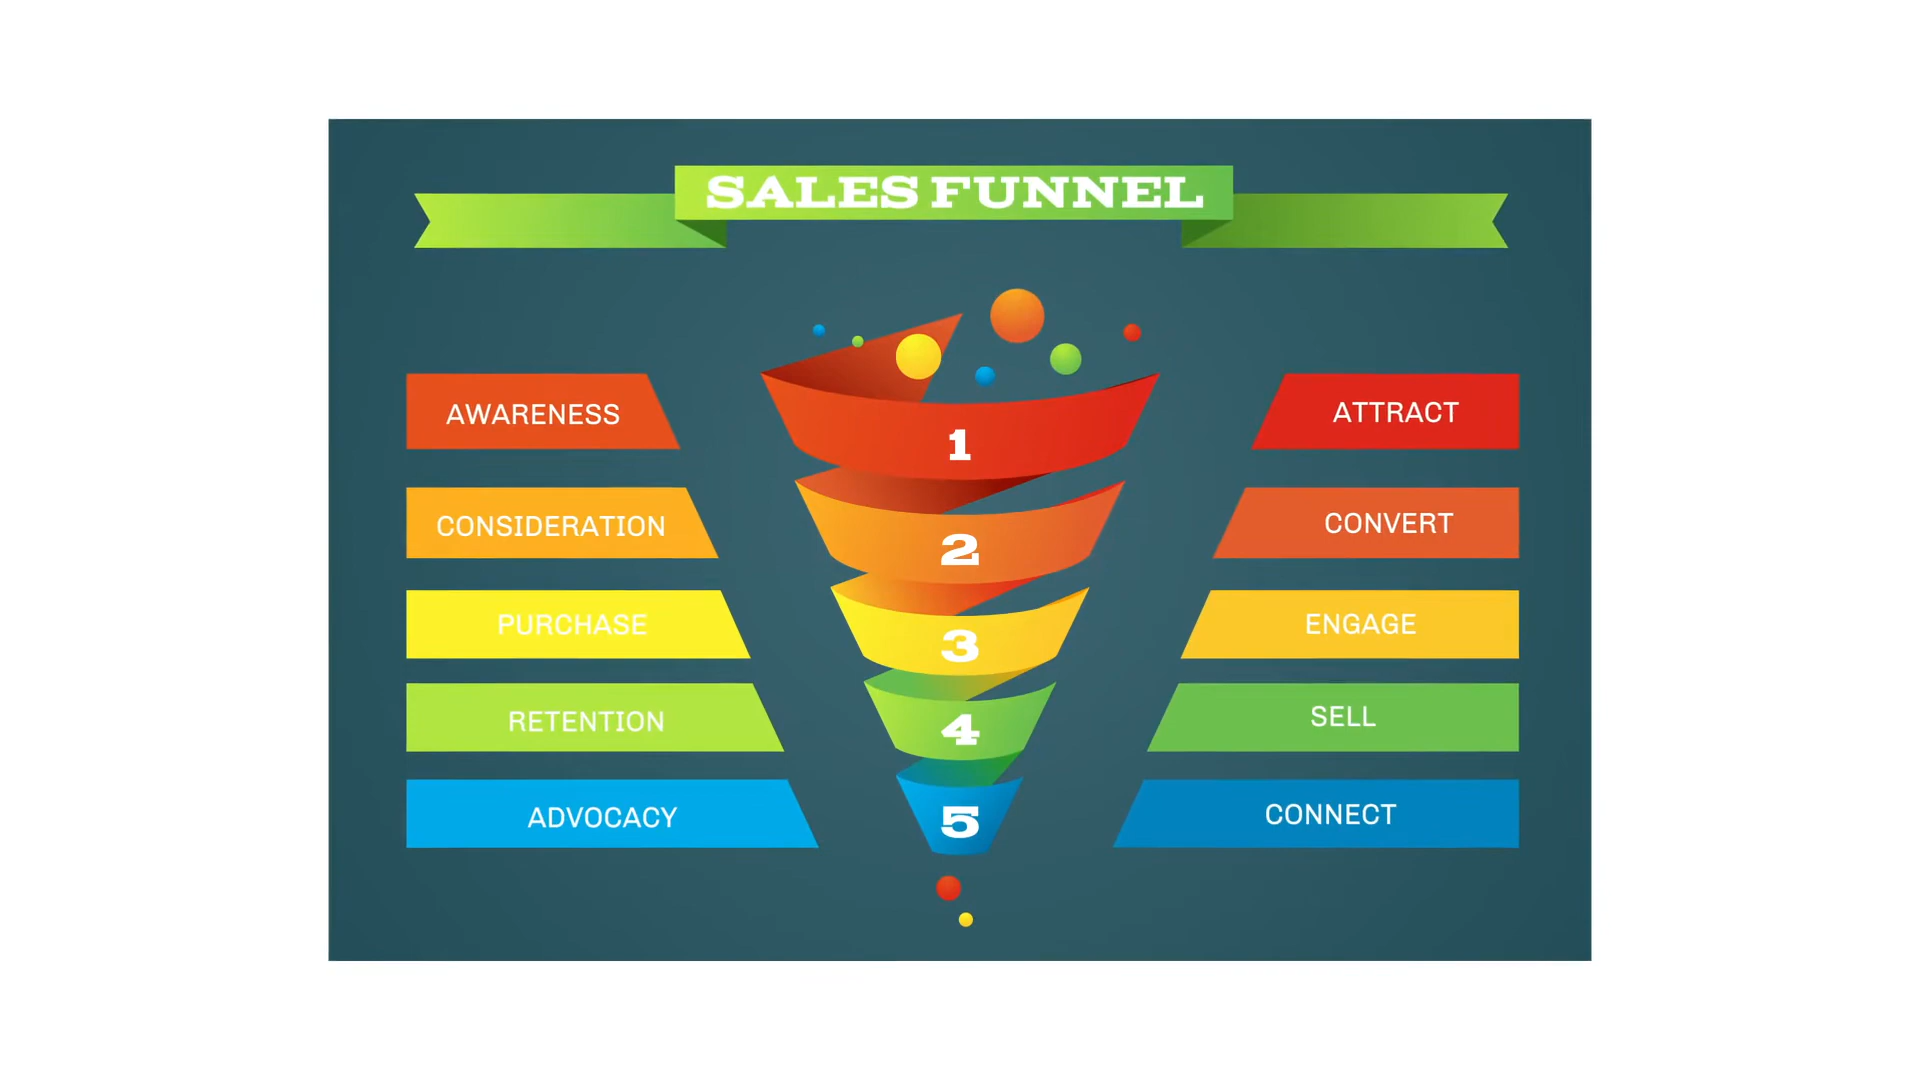 SALES FUNNEL
AWARENESS
1
ATTRACT
CONSIDERATION
2
CONVERT
PURCHASE
3
ENGAGE
RETENTION
4
SELL
ADVOCACY
5
CONNECT